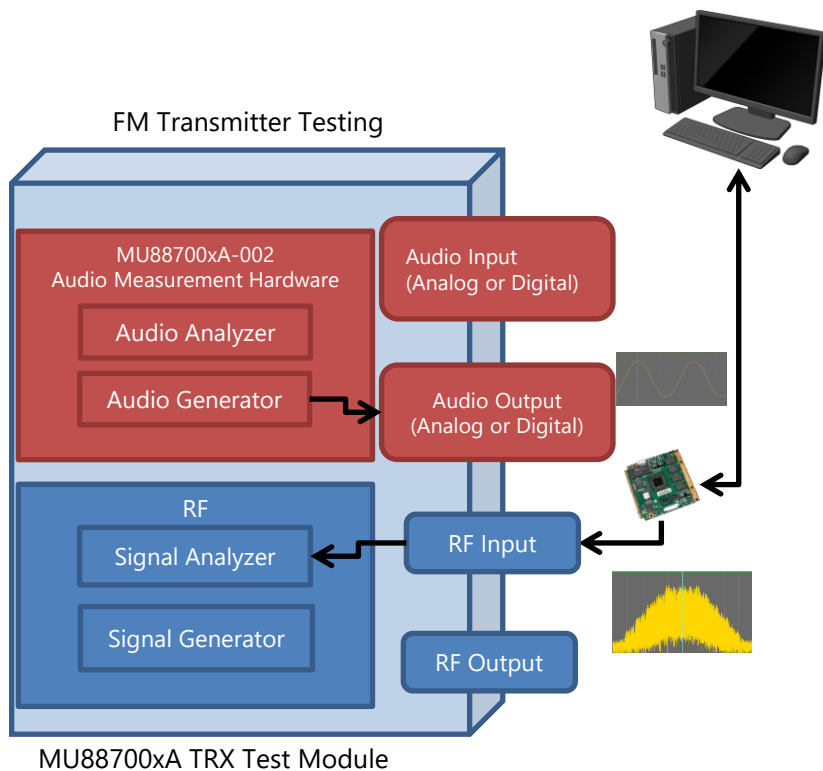 FM Transmitter Testing
MU88700xA-002
Audio Measurement Hardware
Audio Analyzer
Audio Generator
Audio Input
(Analog or Digital)
Audio Output
(Analog or Digital)
RF
Signal Analyzer
Signal Generator
RF Input
RF Output
MU88700xA TRX Test Module